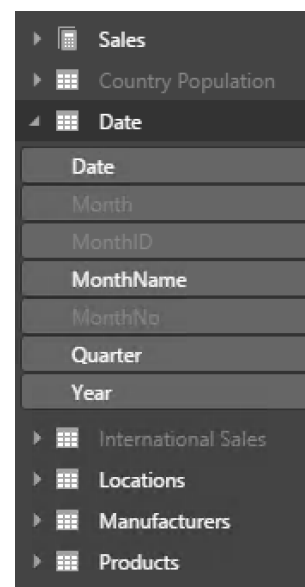 Sales
Country Population
Date
Date
Month
MonthID
MonthName
MonthNo
Quarter
Year
International Sales
Locations
Manufacturers
Products